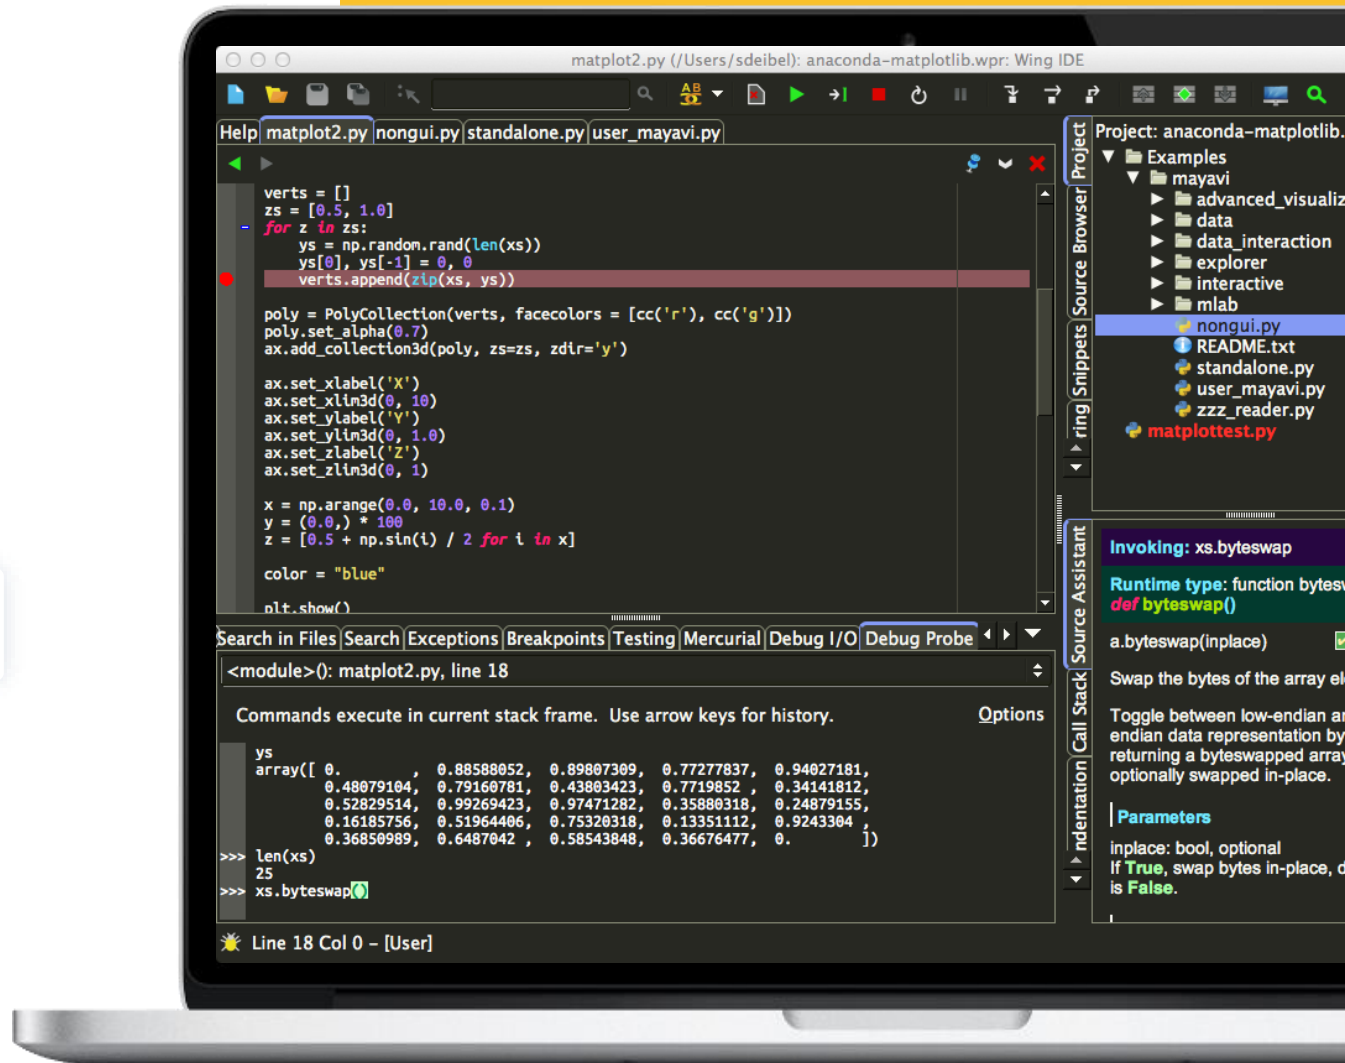 matplot2.py (/Users/sdeibel): anaconda-matplotlib.wpr: Wing IDE
Help matplot2.py nongui.py standalone.py user_mayavi.py
verts = []
zs = [0.5, 1.0]
for z in zs:
    ys = np.random.rand(len(xs))
    ys[0], ys[-1] = 0, 0
    verts.append(zip(xs, ys))
poly = PolyCollection(verts, facecolors = [cc('r'), cc('g')])
poly.set_alpha(0.7)
ax.add_collection3d(poly, zs=zs, zdir='y')
ax.set_xlabel('X')
ax.set_xlim3d(0, 10)
ax.set_ylabel('Y')
ax.set_ylim3d(0, 1.0)
ax.set_zlabel('Z')
ax.set_zlim3d(0, 1)
x = np.arange(0.0, 10.0, 0.1)
y = (0.0,) * 100
z = [0.5 + np.sin(i) / 2 for i in x]
color = "blue"
plt.show()
Project
Source Browser
Snippets
ring
Project: anaconda-matplotlib.
Examples
mayavi
advanced_visualiz
data
data_interaction
explorer
interactive
mlab
nongui.py
README.txt
standalone.py
user_mayavi.py
zzz_reader.py
matplottest.py
Search in Files Search Exceptions Breakpoints Testing Mercurial Debug I/O Debug Probe
<module>(): matplot2.py, line 18
Commands execute in current stack frame. Use arrow keys for history.
Options
ys
array([ 0.        ,  0.88588052,  0.89807309,  0.77277837,  0.94027181,
        0.48079104,  0.79160781,  0.43803423,  0.7719852 ,  0.34141812,
        0.52829514,  0.99269423,  0.97471282,  0.35880318,  0.24879155,
        0.16185756,  0.51964406,  0.75320318,  0.13351112,  0.9243304 ,
        0.36850989,  0.6487042 ,  0.58543848,  0.36676477,  0.        ])
>>> len(xs)
25
>>> xs.byteswap()
Source Assistant
Call Stack
ndentation
Invoking: xs.byteswap
Runtime type: function bytesw
def byteswap()
a.byteswap(inplace)
Swap the bytes of the array el
Toggle between low-endian a
endian data representation by
returning a byteswapped array
optionally swapped in-place.
Parameters
inplace: bool, optional
If True, swap bytes in-place, d
is False.
Line 18 Col 0 – [User]